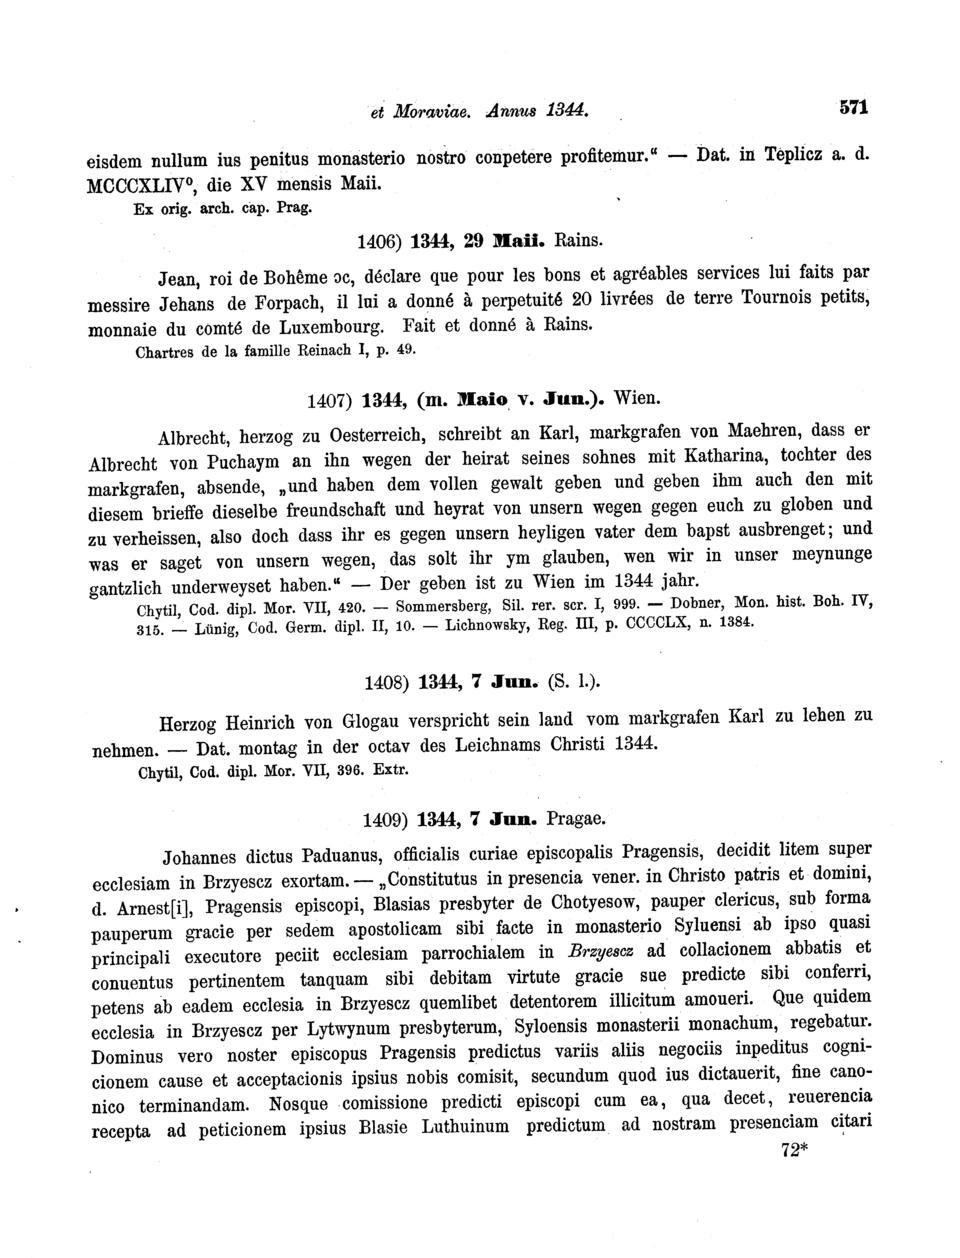 et Moraviae. Annus 1344.
571
eisdem nullum ius penitus monasterio nostro conpetere profitemur.“ — Dat. in Teplicz a. d.
MCCCXLIV⁰, die XV mensis Maii.
Ex orig. arch. cap. Prag.
1406) 1344, 29 Maii. Rains.
Jean, roi de Bohême ɔc, déclare que pour les bons et agréables services lui faits par
messire Jehans de Forpach, il lui a donné à perpetuité 20 livrées de terre Tournois petits,
monnaie du comté de Luxembourg. Fait et donné à Rains.
Chartres de la famille Reinach I, p. 49.
1407) 1344, (m. Maio v. Jun.). Wien.
Albrecht, herzog zu Oesterreich, schreibt an Karl, markgrafen von Maehren, dass er
Albrecht von Puchaym an ihn wegen der heirat seines sohnes mit Katharina, tochter des
markgrafen, absende, „und haben dem vollen gewalt geben und geben ihm auch den mit
diesem brieffe dieselbe freundschaft und heyrat von unsern wegen gegen euch zu globen und
zu verheissen, also doch dass ihr es gegen unsern heyligen vater dem bapst ausbrenget; und
was er saget von unsern wegen, das solt ihr ym glauben, wen wir in unser meynunge
gantzlich underweyset haben.“ — Der geben ist zu Wien im 1344 jahr.
Chytil, Cod. dipl. Mor. VII, 420. — Sommersberg, Sil. rer. scr. I, 999. — Dobner, Mon. hist. Boh. IV,
315. — Lünig, Cod. Germ. dipl. II, 10. — Lichnowsky, Reg. III, p. CCCCLX, n. 1384.
1408) 1344, 7 Jun. (S. l.).
Herzog Heinrich von Glogau verspricht sein land vom markgrafen Karl zu lehen zu
nehmen. — Dat. montag in der octav des Leichnams Christi 1344.
Chytil, Cod. dipl. Mor. VII, 396. Extr.
1409) 1344, 7 Jun. Pragae.
Johannes dictus Paduanus, officialis curiae episcopalis Pragensis, decidit litem super
ecclesiam in Brzyescz exortam. — „Constitutus in presencia vener. in Christo patris et domini,
d. Arnest[i], Pragensis episcopi, Blasias presbyter de Chotyesow, pauper clericus, sub forma
pauperum gracie per sedem apostolicam sibi facte in monasterio Syluensi ab ipso quasi
principali executore peciit ecclesiam parrochialem in Brzyescz ad collacionem abbatis et
conuentus pertinentem tanquam sibi debitam virtute gracie sue predicte sibi conferri,
petens ab eadem ecclesia in Brzyescz quemlibet detentorem illicitum amoueri. Que quidem
ecclesia in Brzyescz per Lytwynum presbyterum, Syloensis monasterii monachum, regebatur.
Dominus vero noster episcopus Pragensis predictus variis aliis negociis inpeditus cogni-
cionem cause et acceptacionis ipsius nobis comisit, secundum quod ius dictauerit, fine cano-
nico terminandam. Nosque comissione predicti episcopi cum ea, qua decet, reuerencia
recepta ad peticionem ipsius Blasie Luthuinum predictum ad nostram presenciam citari
72*